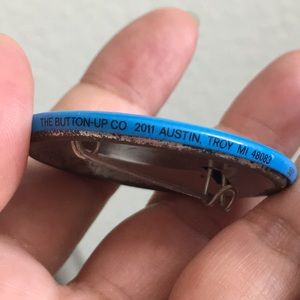 THE BUTTON-UP CO 2011 AUSTIN, TROY MI 48083